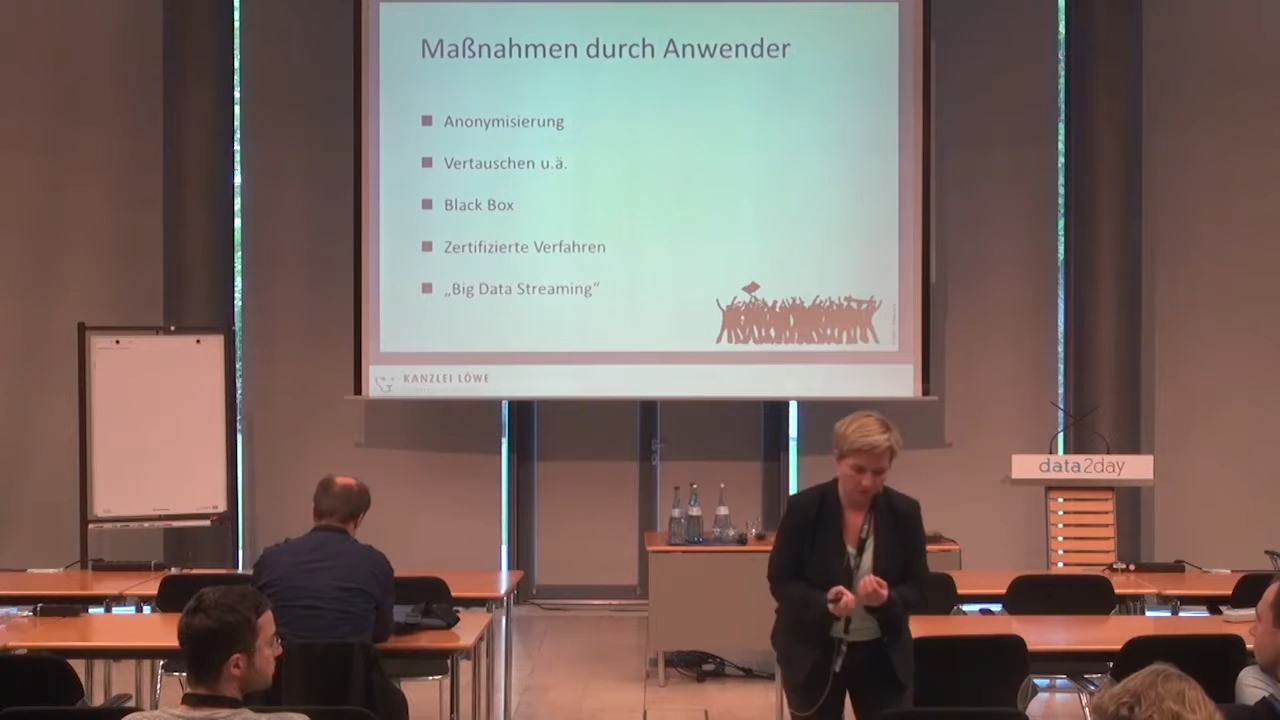 Maßnahmen durch Anwender
Anonymisierung
Vertauschen u.ä.
Black Box
Zertifizierte Verfahren
„Big Data Streaming“
KANZLEI LÖWE
data2day